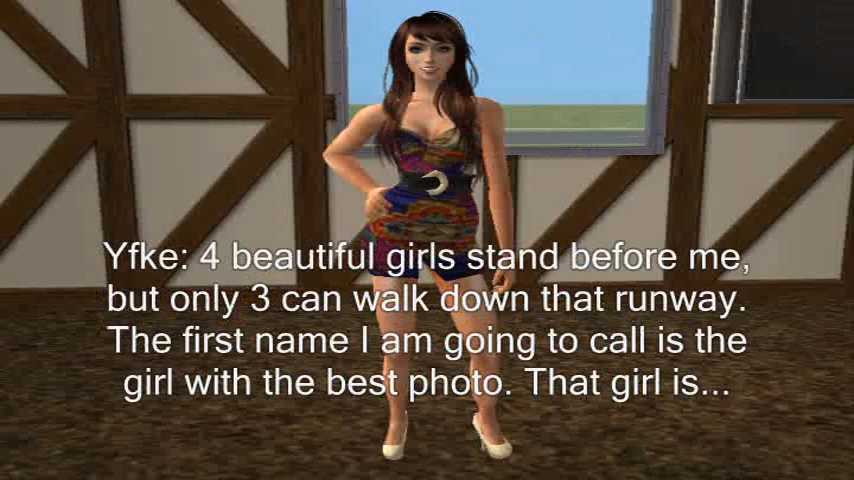 Yfke: 4 beautiful girls stand before me,
but only 3 can walk down that runway.
The first name I am going to call is the
girl with the best photo. That girl is...